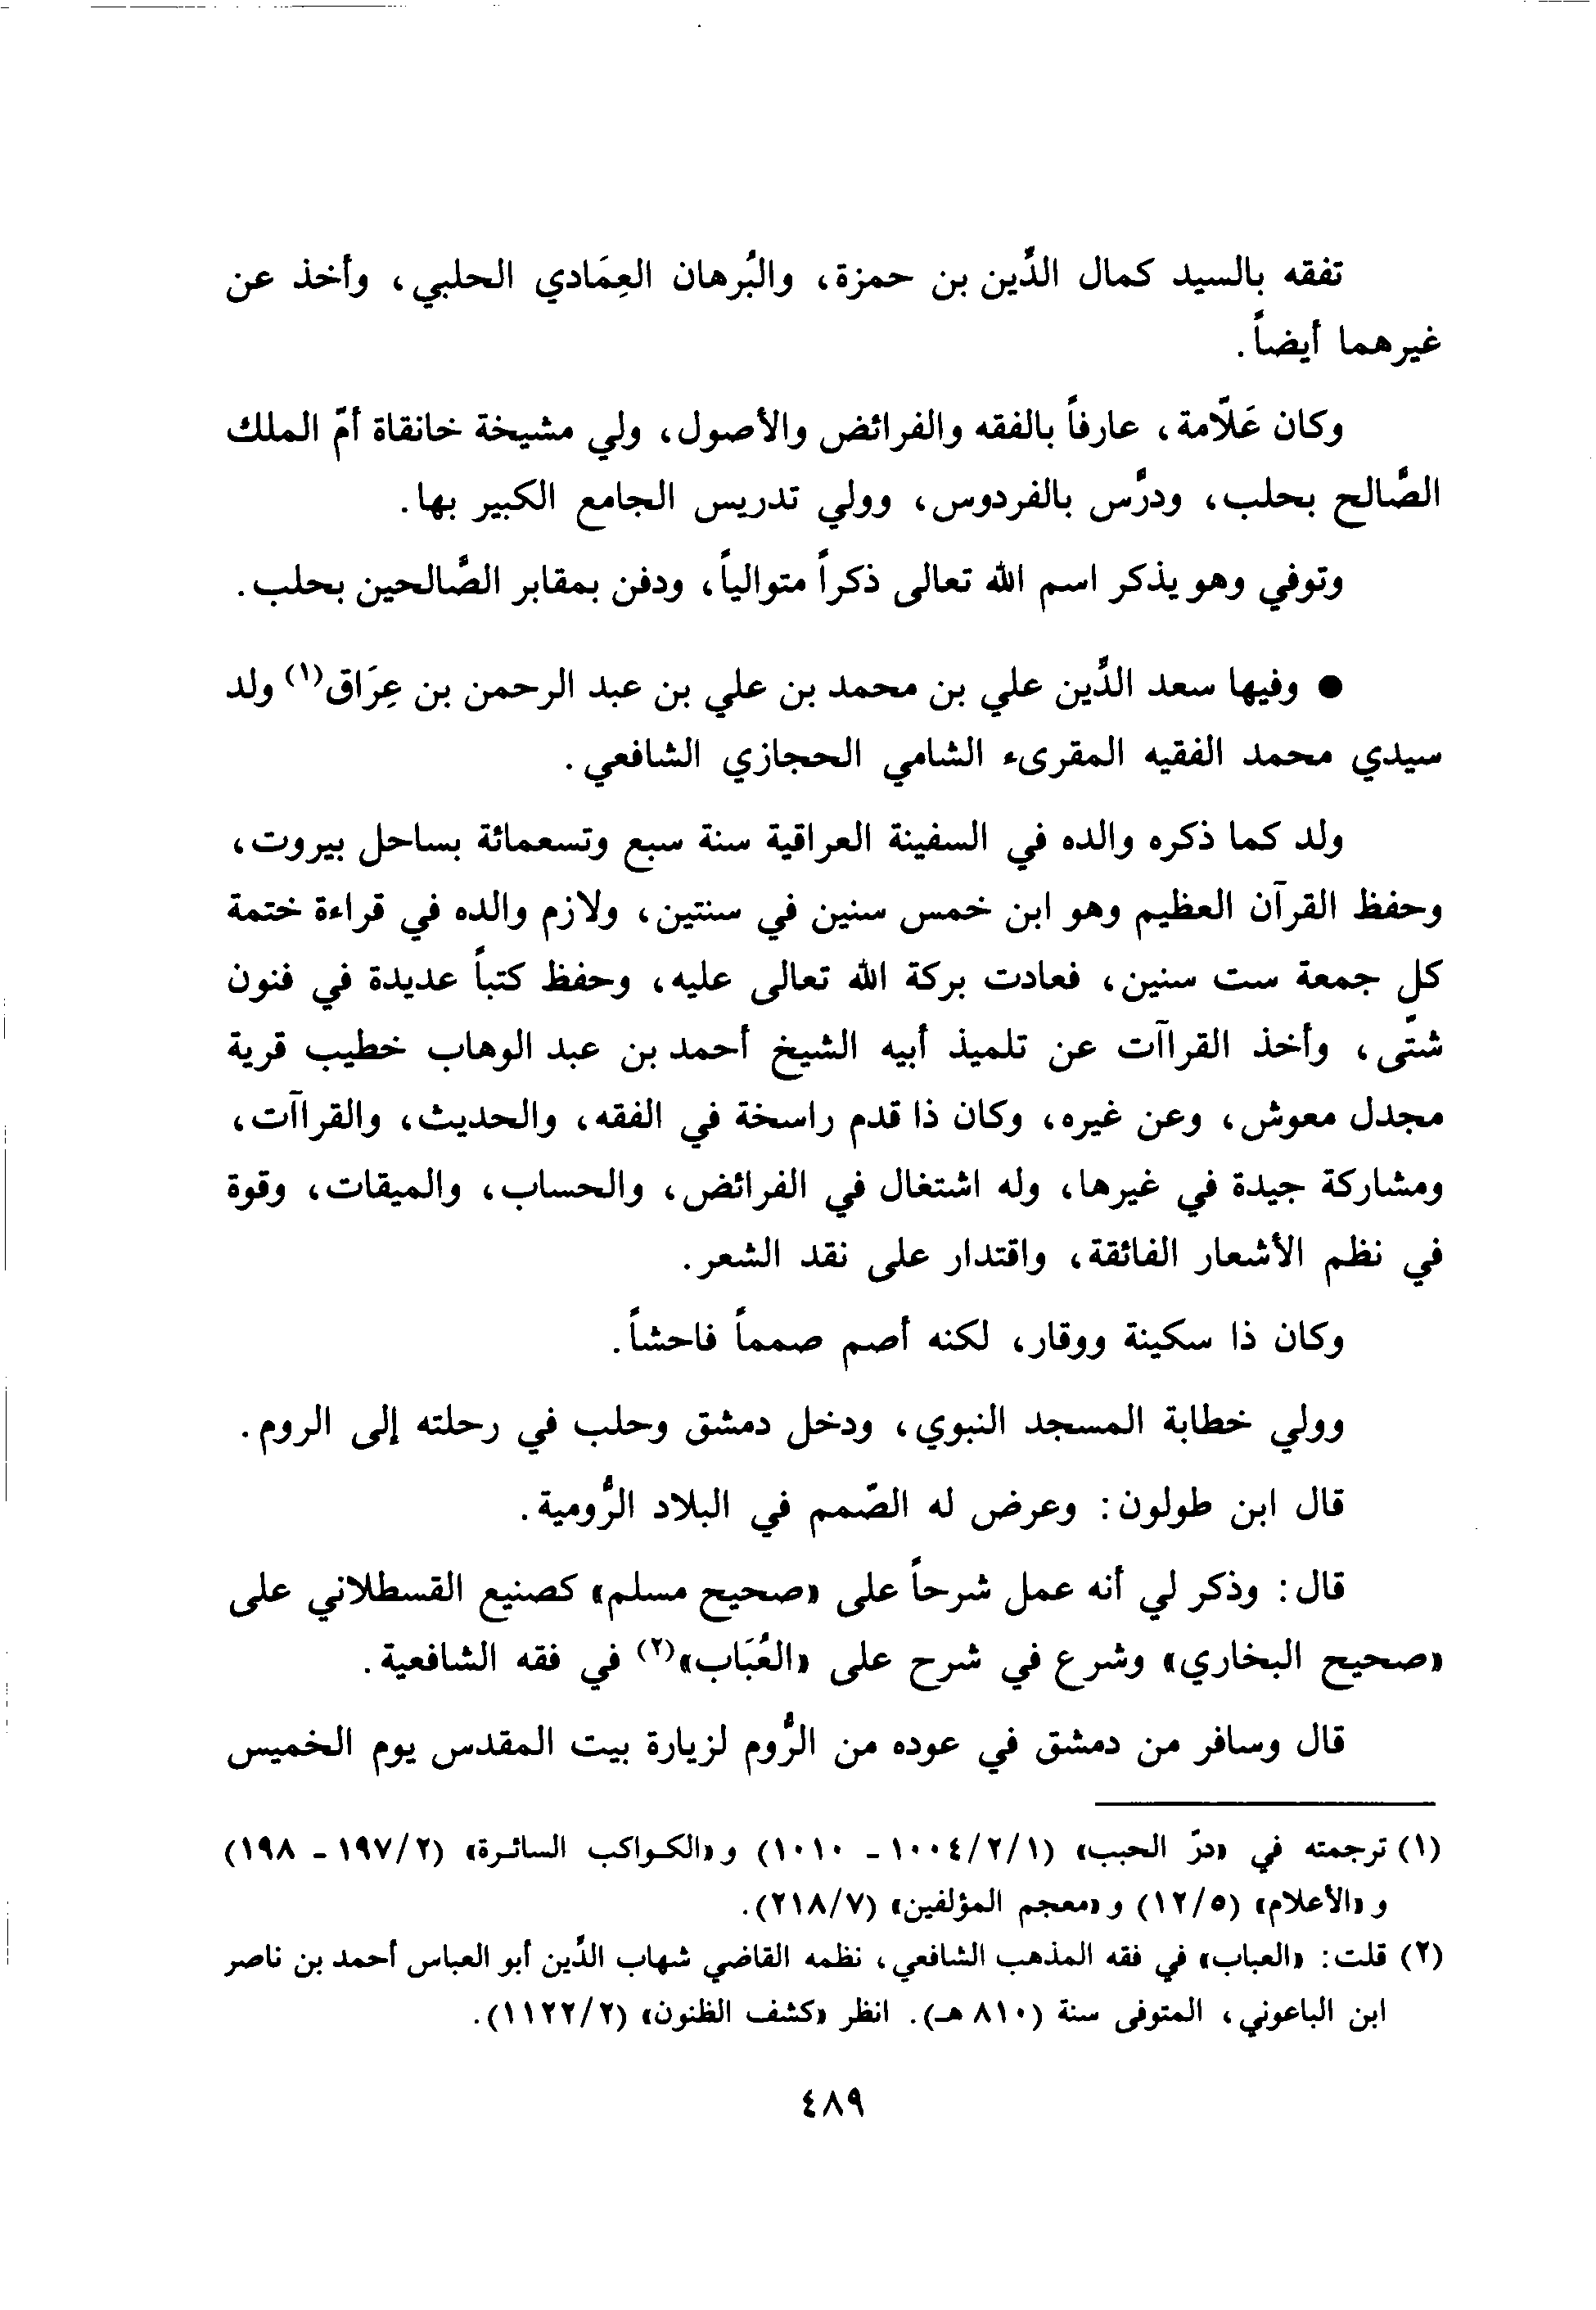 تفقه بالسيد كمال الدِّين بن حمزة، والبُرهان العِمَادي الحلبي، وأخذ عن
غيرهما أيضاً.
وكان عَلّامة، عارفاً بالفقه والفرائض والأصول، ولي مشيخة خانقاة أمّ الملك
الصَّالح بحلب، ودرَّس بالفردوس، وولي تدريس الجامع الكبير بها.
وتوفي وهو يذكر اسم الله تعالى ذكراً متوالياً، ودفن بمقابر الصَّالحين بحلب.
● وفيها سعد الدِّين علي بن محمد بن علي بن عبد الرحمن بن عِرَاق(١) ولد
سيدي محمد الفقيه المقرىء الشامي الحجازي الشافعي.
ولد كما ذكره والده في السفينة العراقية سنة سبع وتسعمائة بساحل بيروت،
وحفظ القرآن العظيم وهو ابن خمس سنين في سنتين، ولازم والده في قراءة ختمة
كل جمعة ست سنين، فعادت بركة الله تعالى عليه، وحفظ كتباً عديدة في فنون
شتّى، وأخذ القراآت عن تلميذ أبيه الشيخ أحمد بن عبد الوهاب خطيب قرية
مجدل معوش، وعن غيره، وكان ذا قدم راسخة في الفقه، والحديث، والقراآت،
ومشاركة جيدة في غيرها، وله اشتغال في الفرائض، والحساب، والميقات، وقوة
في نظم الأشعار الفائقة، واقتدار على نقد الشعر.
وكان ذا سكينة ووقار، لكنه أصم صمماً فاحشاً.
وولي خطابة المسجد النبوي، ودخل دمشق وحلب في رحلته إلى الروم.
قال ابن طولون: وعرض له الصّمم في البلاد الرُّومية.
قال: وذكر لي أنه عمل شرحاً على «صحيح مسلم» كصنيع القسطلاني على
«صحيح البخاري» وشرع في شرح على «العُبَاب»(٢) في فقه الشافعية.
قال وسافر من دمشق في عوده من الرُّوم لزيارة بيت المقدس يوم الخميس
(١) ترجمته في «درّ الحبب» (١/٢/١٠٠٤ - ١٠١٠) و «الكواكب السائرة» (٢/١٩٧ - ١٩٨)
و «الأعلام» (٥/١٢) و «معجم المؤلفين» (٧/٢١٨).
(٢) قلت: «العباب» في فقه المذهب الشافعي، نظمه القاضي شهاب الدِّين أبو العباس أحمد بن ناصر
ابن الباعوني، المتوفى سنة (٨١٠ هـ). انظر «كشف الظنون» (٢/١١٢٢).
٤٨٩